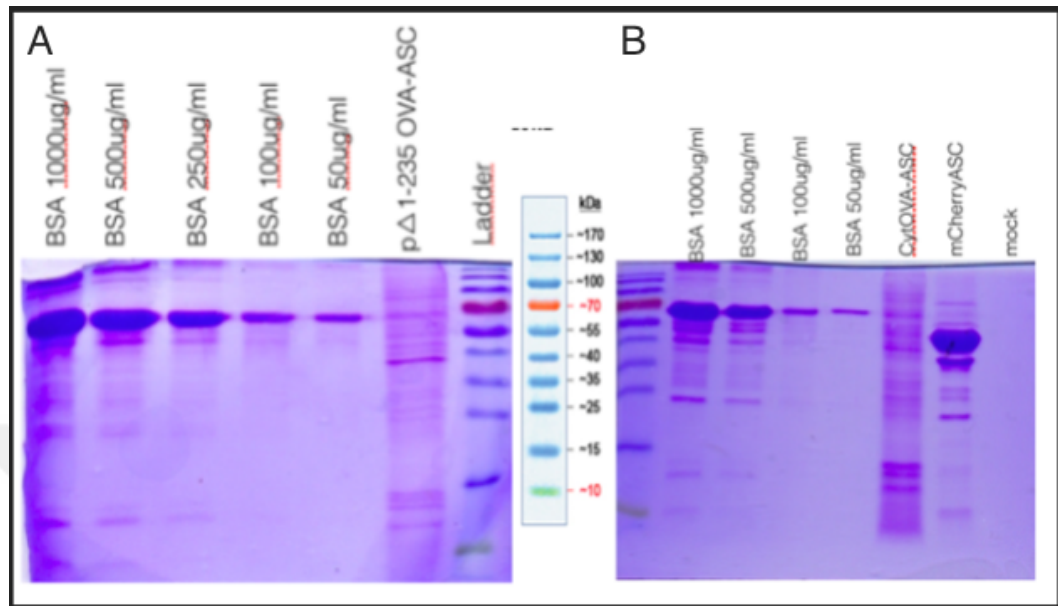 A
BSA 1000ug/ml
BSA 500ug/ml
BSA 250ug/ml
BSA 100ug/ml
BSA 50ug/ml
pΔ1-235 OVA-ASC
Ladder
kDa
~170
~130
~100
~70
~55
~40
~35
~25
~15
~10
B
BSA 1000ug/ml
BSA 500ug/ml
BSA 100ug/ml
BSA 50ug/ml
CytOVA-ASC
mCherryASC
mock